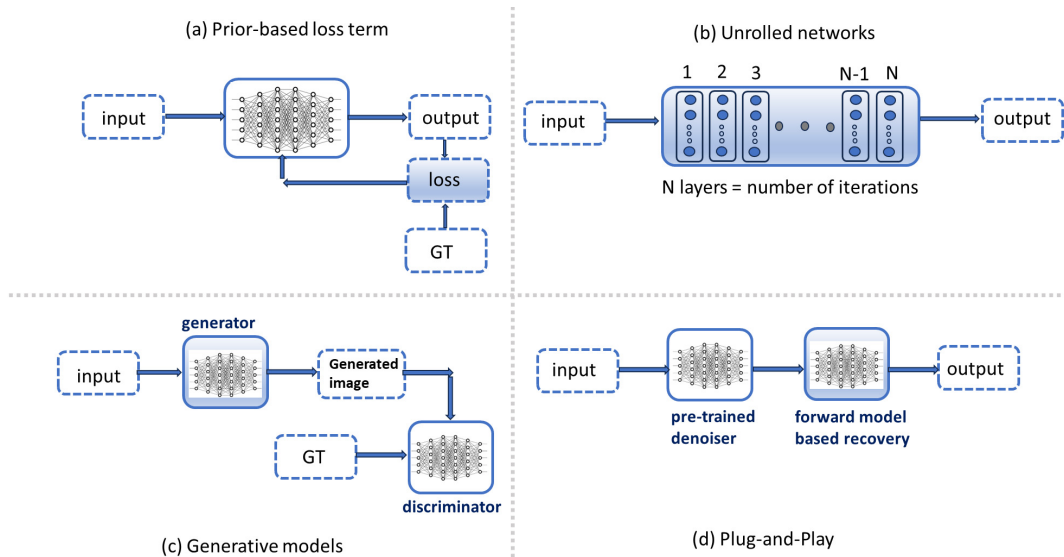 (a) Prior-based loss term
input
output
loss
GT
(b) Unrolled networks
1 2 3 N-1 N
input
output
N layers = number of iterations
generator
input
Generated
image
GT
discriminator
(c) Generative models
input
output
pre-trained
denoiser
forward model
based recovery
(d) Plug-and-Play